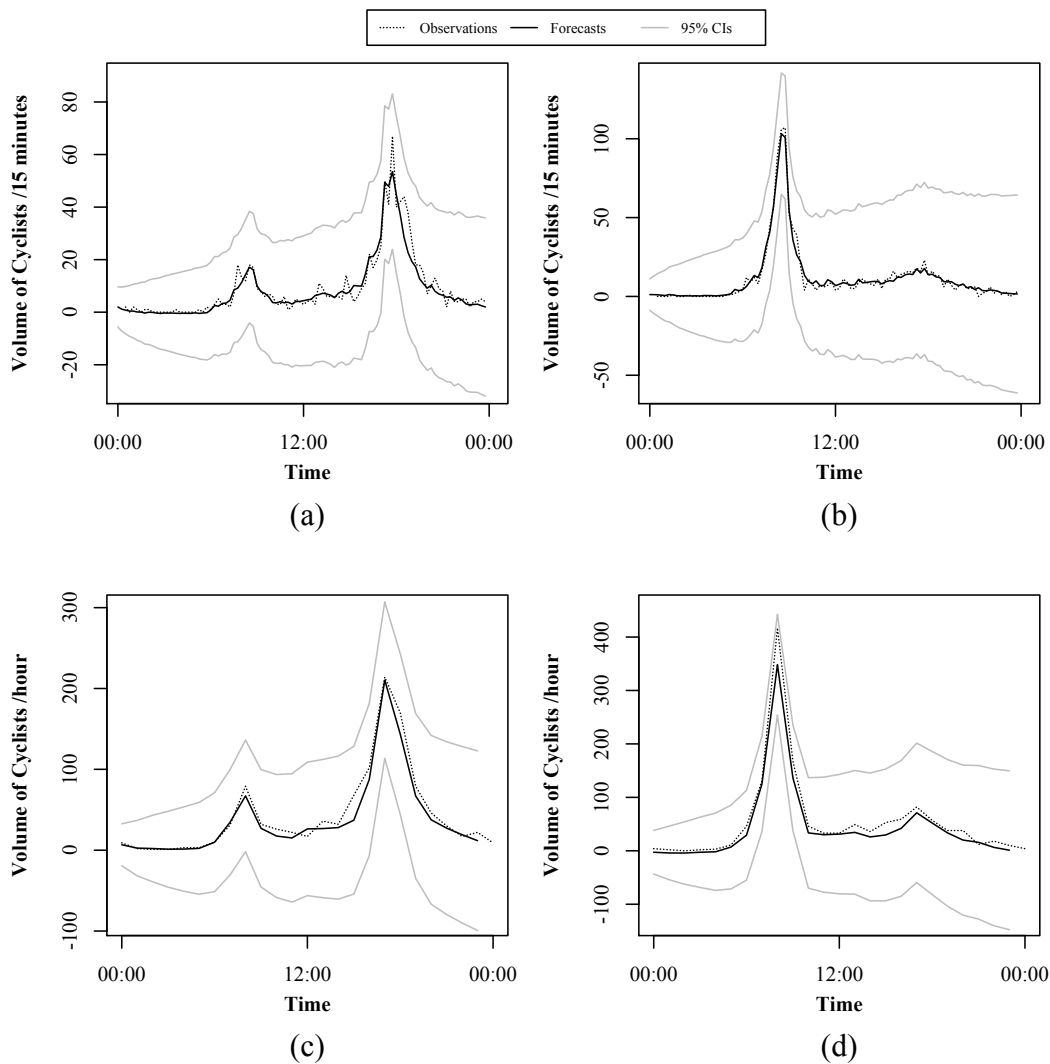 Observations Forecasts 95% CIs
Volume of Cyclists /15 minutes
80
60
40
20
0
-20
00:00 12:00 00:00
Time
(a)
Volume of Cyclists /15 minutes
100
50
0
-50
00:00 12:00 00:00
Time
(b)
Volume of Cyclists /hour
300
200
100
0
-100
00:00 12:00 00:00
Time
(c)
Volume of Cyclists /hour
400
300
200
100
0
-100
00:00 12:00 00:00
Time
(d)